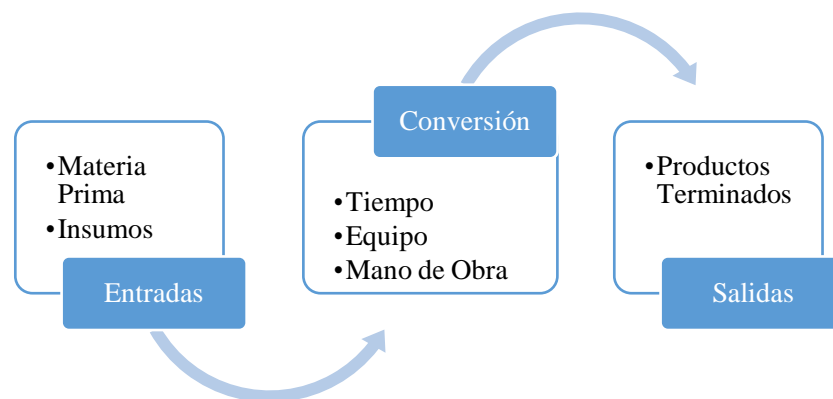 •Materia
Prima
•Insumos
Entradas
Conversión
•Tiempo
•Equipo
•Mano de Obra
•Productos
Terminados
Salidas